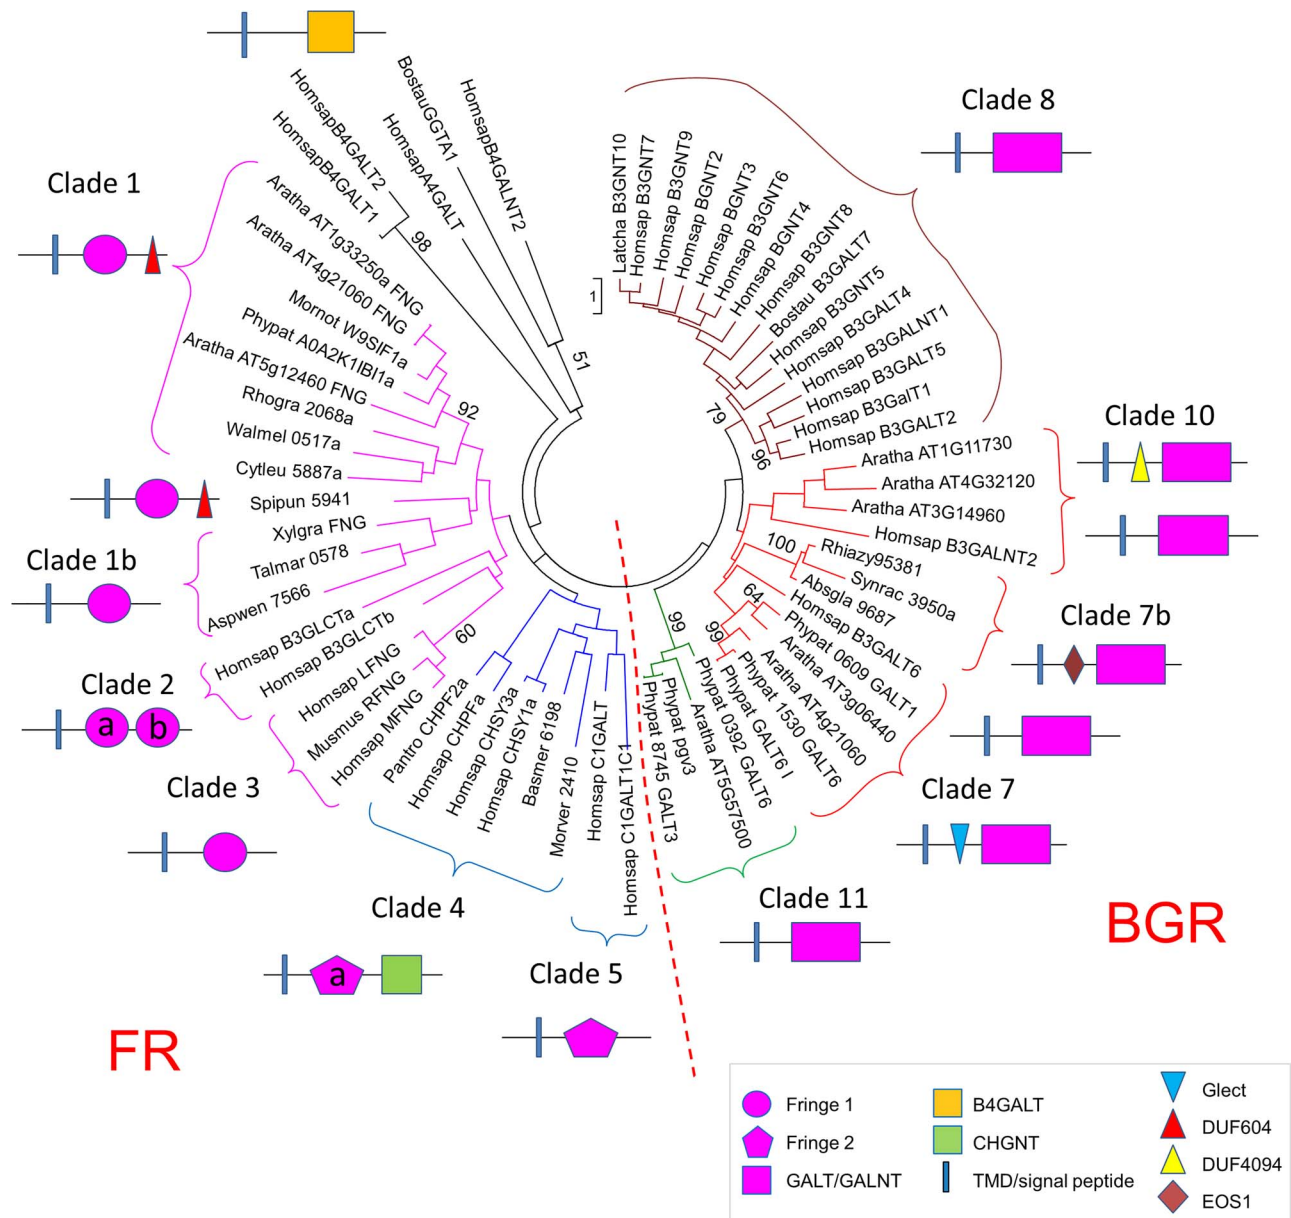 HomsapB4GALT1
HomsapB4GALT2
HomsapA4GALT
BostauGGTA1
HomsapB4GALNT2
98
51
1
Latcha B3GNT10
Homsap B3GNT7
Homsap B3GNT9
Homsap BGNT2
Homsap BGNT3
Homsap B3GNT6
Homsap BGNT4
Homsap B3GNT8
Bostau B3GALT7
Homsap B3GNT5
Homsap B3GALT4
Homsap B3GALNT1
Homsap B3GALT5
Homsap B3GalT1
Homsap B3GALT2
79
96
Clade 8
Aratha AT1G11730
Aratha AT4G32120
Aratha AT3G14960
Homsap B3GALNT2
Clade 10
100
Rhiazy95381
Synrac 3950a
Absgla 9687
Homsap B3GALT6
Clade 7b
64
99
Phypat 0609 GALT1
Aratha AT3g06440
Aratha AT4g21060
Phypat 1530 GALT6
Phypat GALT6 I
Clade 7
99
Phypat 0392 GALT6
Aratha AT5G57500
Phypat pgv3
Phypat 8745 GALT3
Clade 11
BGR
Clade 1
Aratha AT1g33250a FNG
Aratha AT4g21060 FNG
Mornot W9SIF1a
Phypat A0A2K1IBI1a
Aratha AT5g12460 FNG
Rhogra 2068a
Walmel 0517a
Cytleu 5887a
Spipun 5941
92
Clade 1b
Xylgra FNG
Talmar 0578
Aspwen 7566
Clade 2
a
b
Homsap B3GLCTa
Homsap B3GLCTb
Clade 3
Homsap LFNG
Musmus RFNG
Homsap MFNG
60
Clade 4
a
Pantro CHPF2a
Homsap CHPFa
Homsap CHSY3a
Homsap CHSY1a
Basmer 6198
Morver 2410
Clade 5
Homsap C1GALT
Homsap C1GALT1C1
FR
Fringe 1
Fringe 2
GALT/GALNT
B4GALT
CHGNT
TMD/signal peptide
Glect
DUF604
DUF4094
EOS1